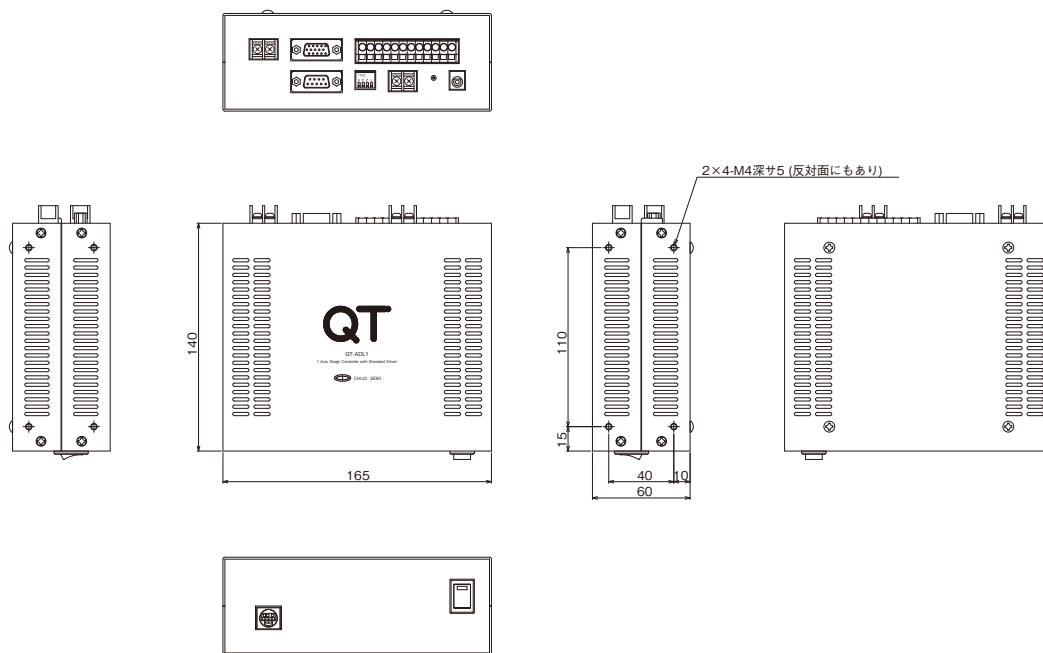 2×4-M4深サ5 (反対面にもあり)
140
QT
QT-ADL1
1 Axis Stage Controller with Standard Driver
CHUO SEIKI
110
15
165
40
10
60